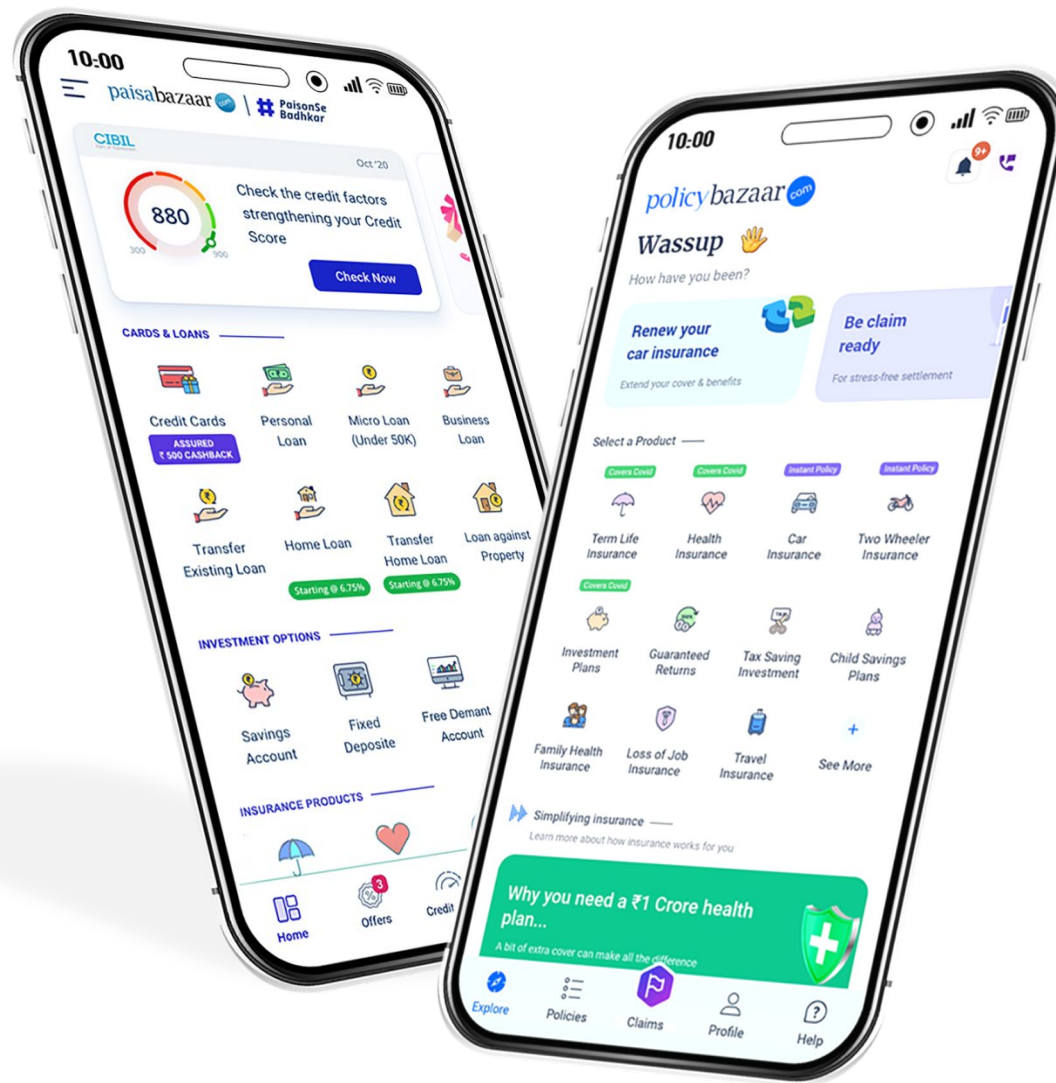 10:00
paisabazaar.com | # PaisonSe
Badhkar
CIBIL
Oct '20
880
300
900
Check the credit factors
strengthening your Credit
Score
Check Now
CARDS & LOANS
Credit Cards
ASSURED
₹ 500 CASHBACK
Personal
Loan
Micro Loan
(Under 50K)
Business
Loan
Transfer
Existing Loan
Home Loan
Starting @ 6.75%
Transfer
Home Loan
Starting @ 6.75%
Loan against
Property
INVESTMENT OPTIONS
Savings
Account
Fixed
Deposite
Free Demant
Account
INSURANCE PRODUCTS
Home
3
Offers
Credit
10:00
9+
policybazaar.com
Wassup
How have you been?
Renew your
car insurance
Extend your cover & benefits
Be claim
ready
For stress-free settlement
Select a Product
Covers Covid
Term Life
Insurance
Covers Covid
Health
Insurance
Instant Policy
Car
Insurance
Instant Policy
Two Wheeler
Insurance
Covers Covid
Investment
Plans
Guaranteed
Returns
Tax Saving
Investment
Child Savings
Plans
Family Health
Insurance
Loss of Job
Insurance
Travel
Insurance
+
See More
Simplifying insurance
Learn more about how insurance works for you
Why you need a ₹1 Crore health
plan...
A bit of extra cover can make all the difference
Explore
Policies
Claims
Profile
?
Help